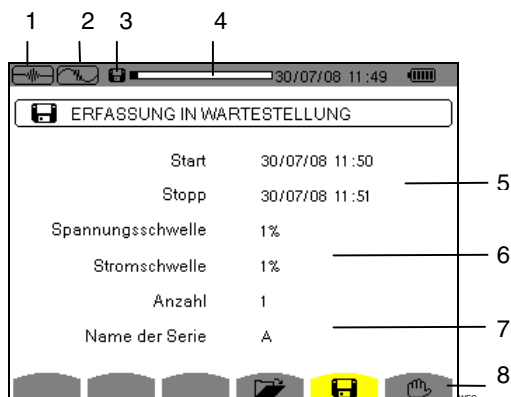 1 2 3 4
30/07/08 11:49
ERFASSUNG IN WARTESTELLUNG
Start 30/07/08 11:50
Stopp 30/07/08 11:51
5
Spannungsschwelle 1%
6
Stromschwelle 1%
Anzahl 1
7
Name der Serie A
8